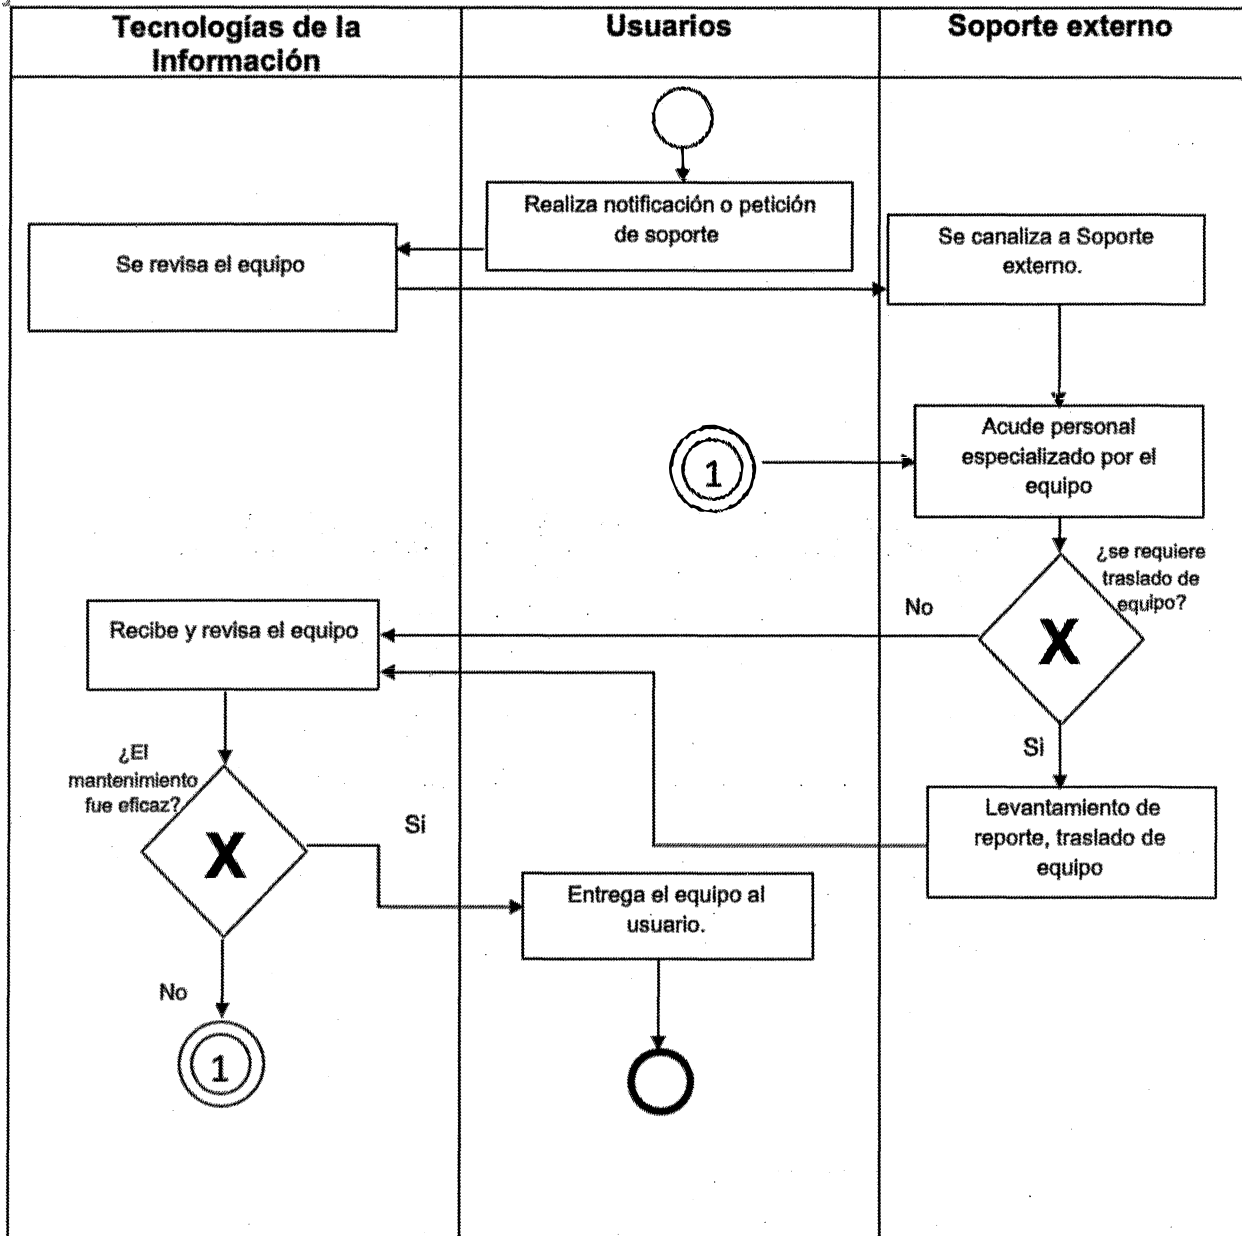 Tecnologías de la
Información
Usuarios
Soporte externo
Realiza notificación o petición
de soporte
Se revisa el equipo
Se canaliza a Soporte
externo.
Acude personal
especializado por el
equipo
1
¿se requiere
traslado de
equipo?
No
X
Si
Recibe y revisa el equipo
¿El
mantenimiento
fue eficaz?
X
Si
Levantamiento de
reporte, traslado de
equipo
Entrega el equipo al
usuario.
No
1